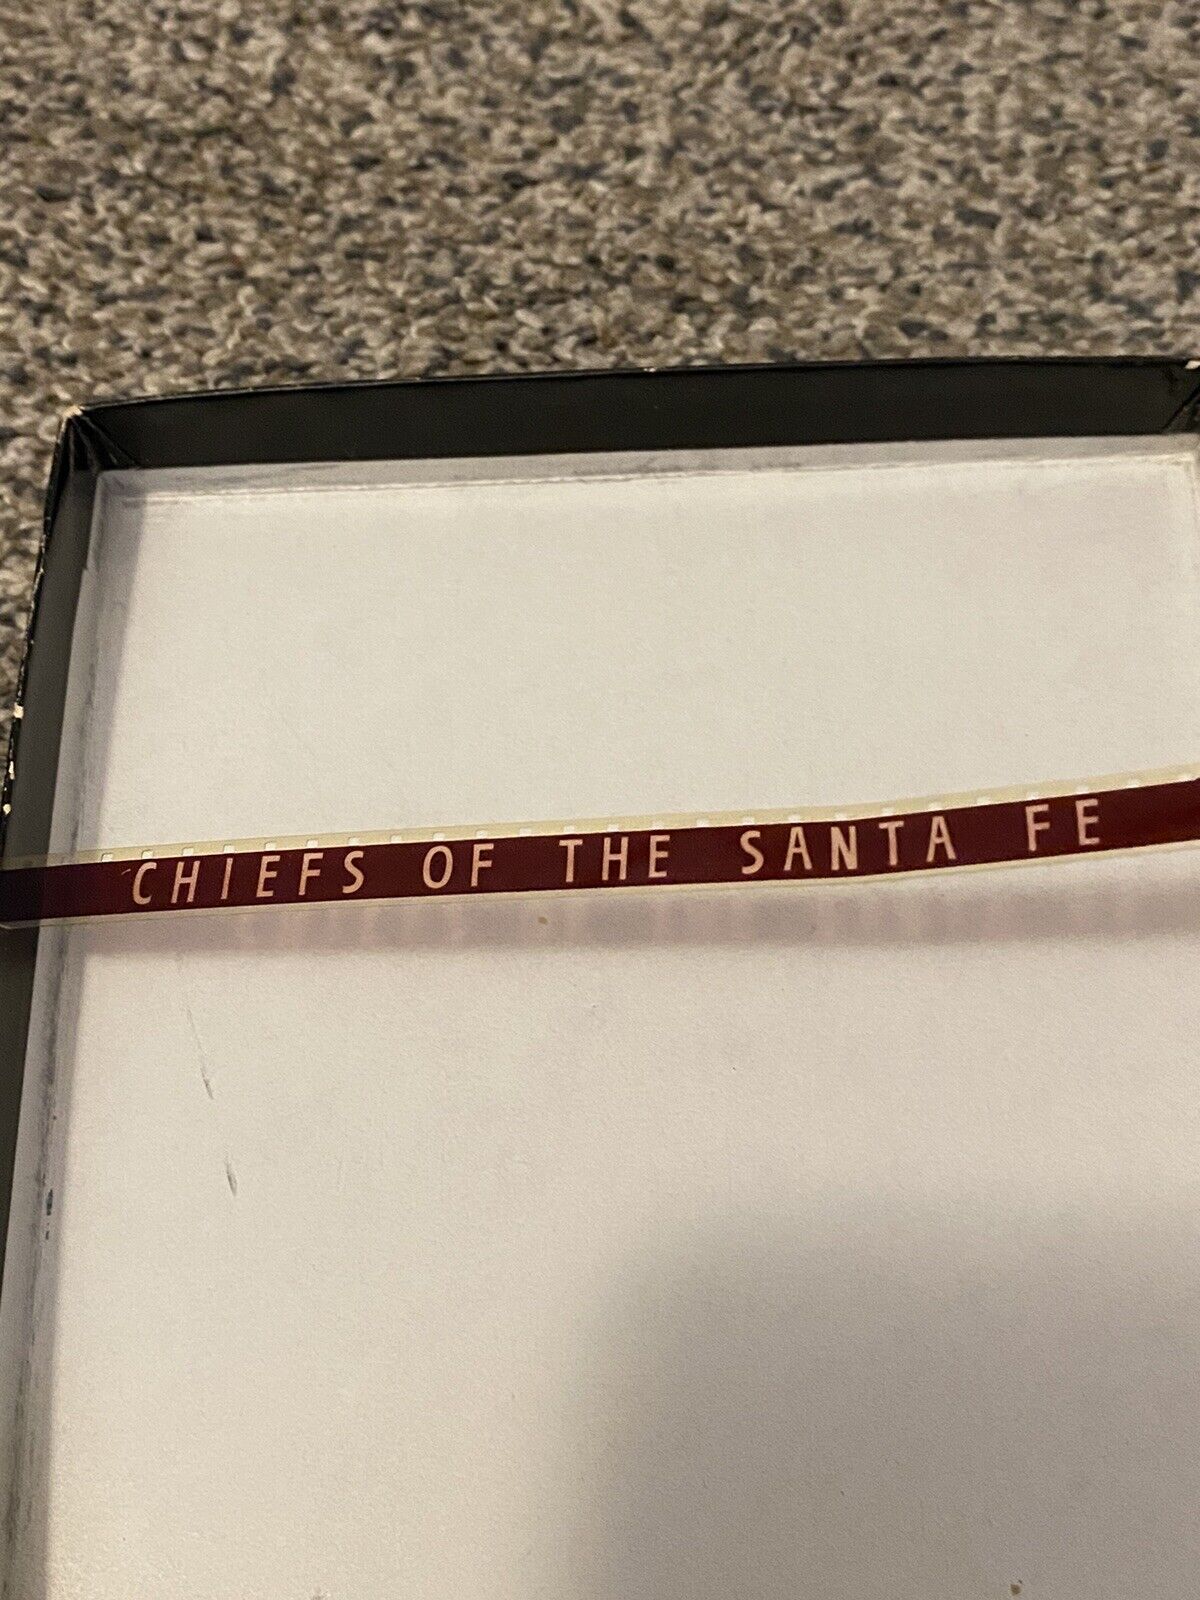 CHIEFS OF THE SANTA FE